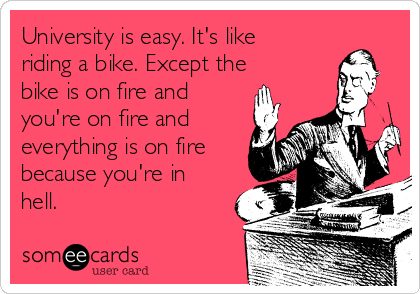 University is easy. It's like
riding a bike. Except the
bike is on fire and
you're on fire and
everything is on fire
because you're in
hell.
someecards
user card